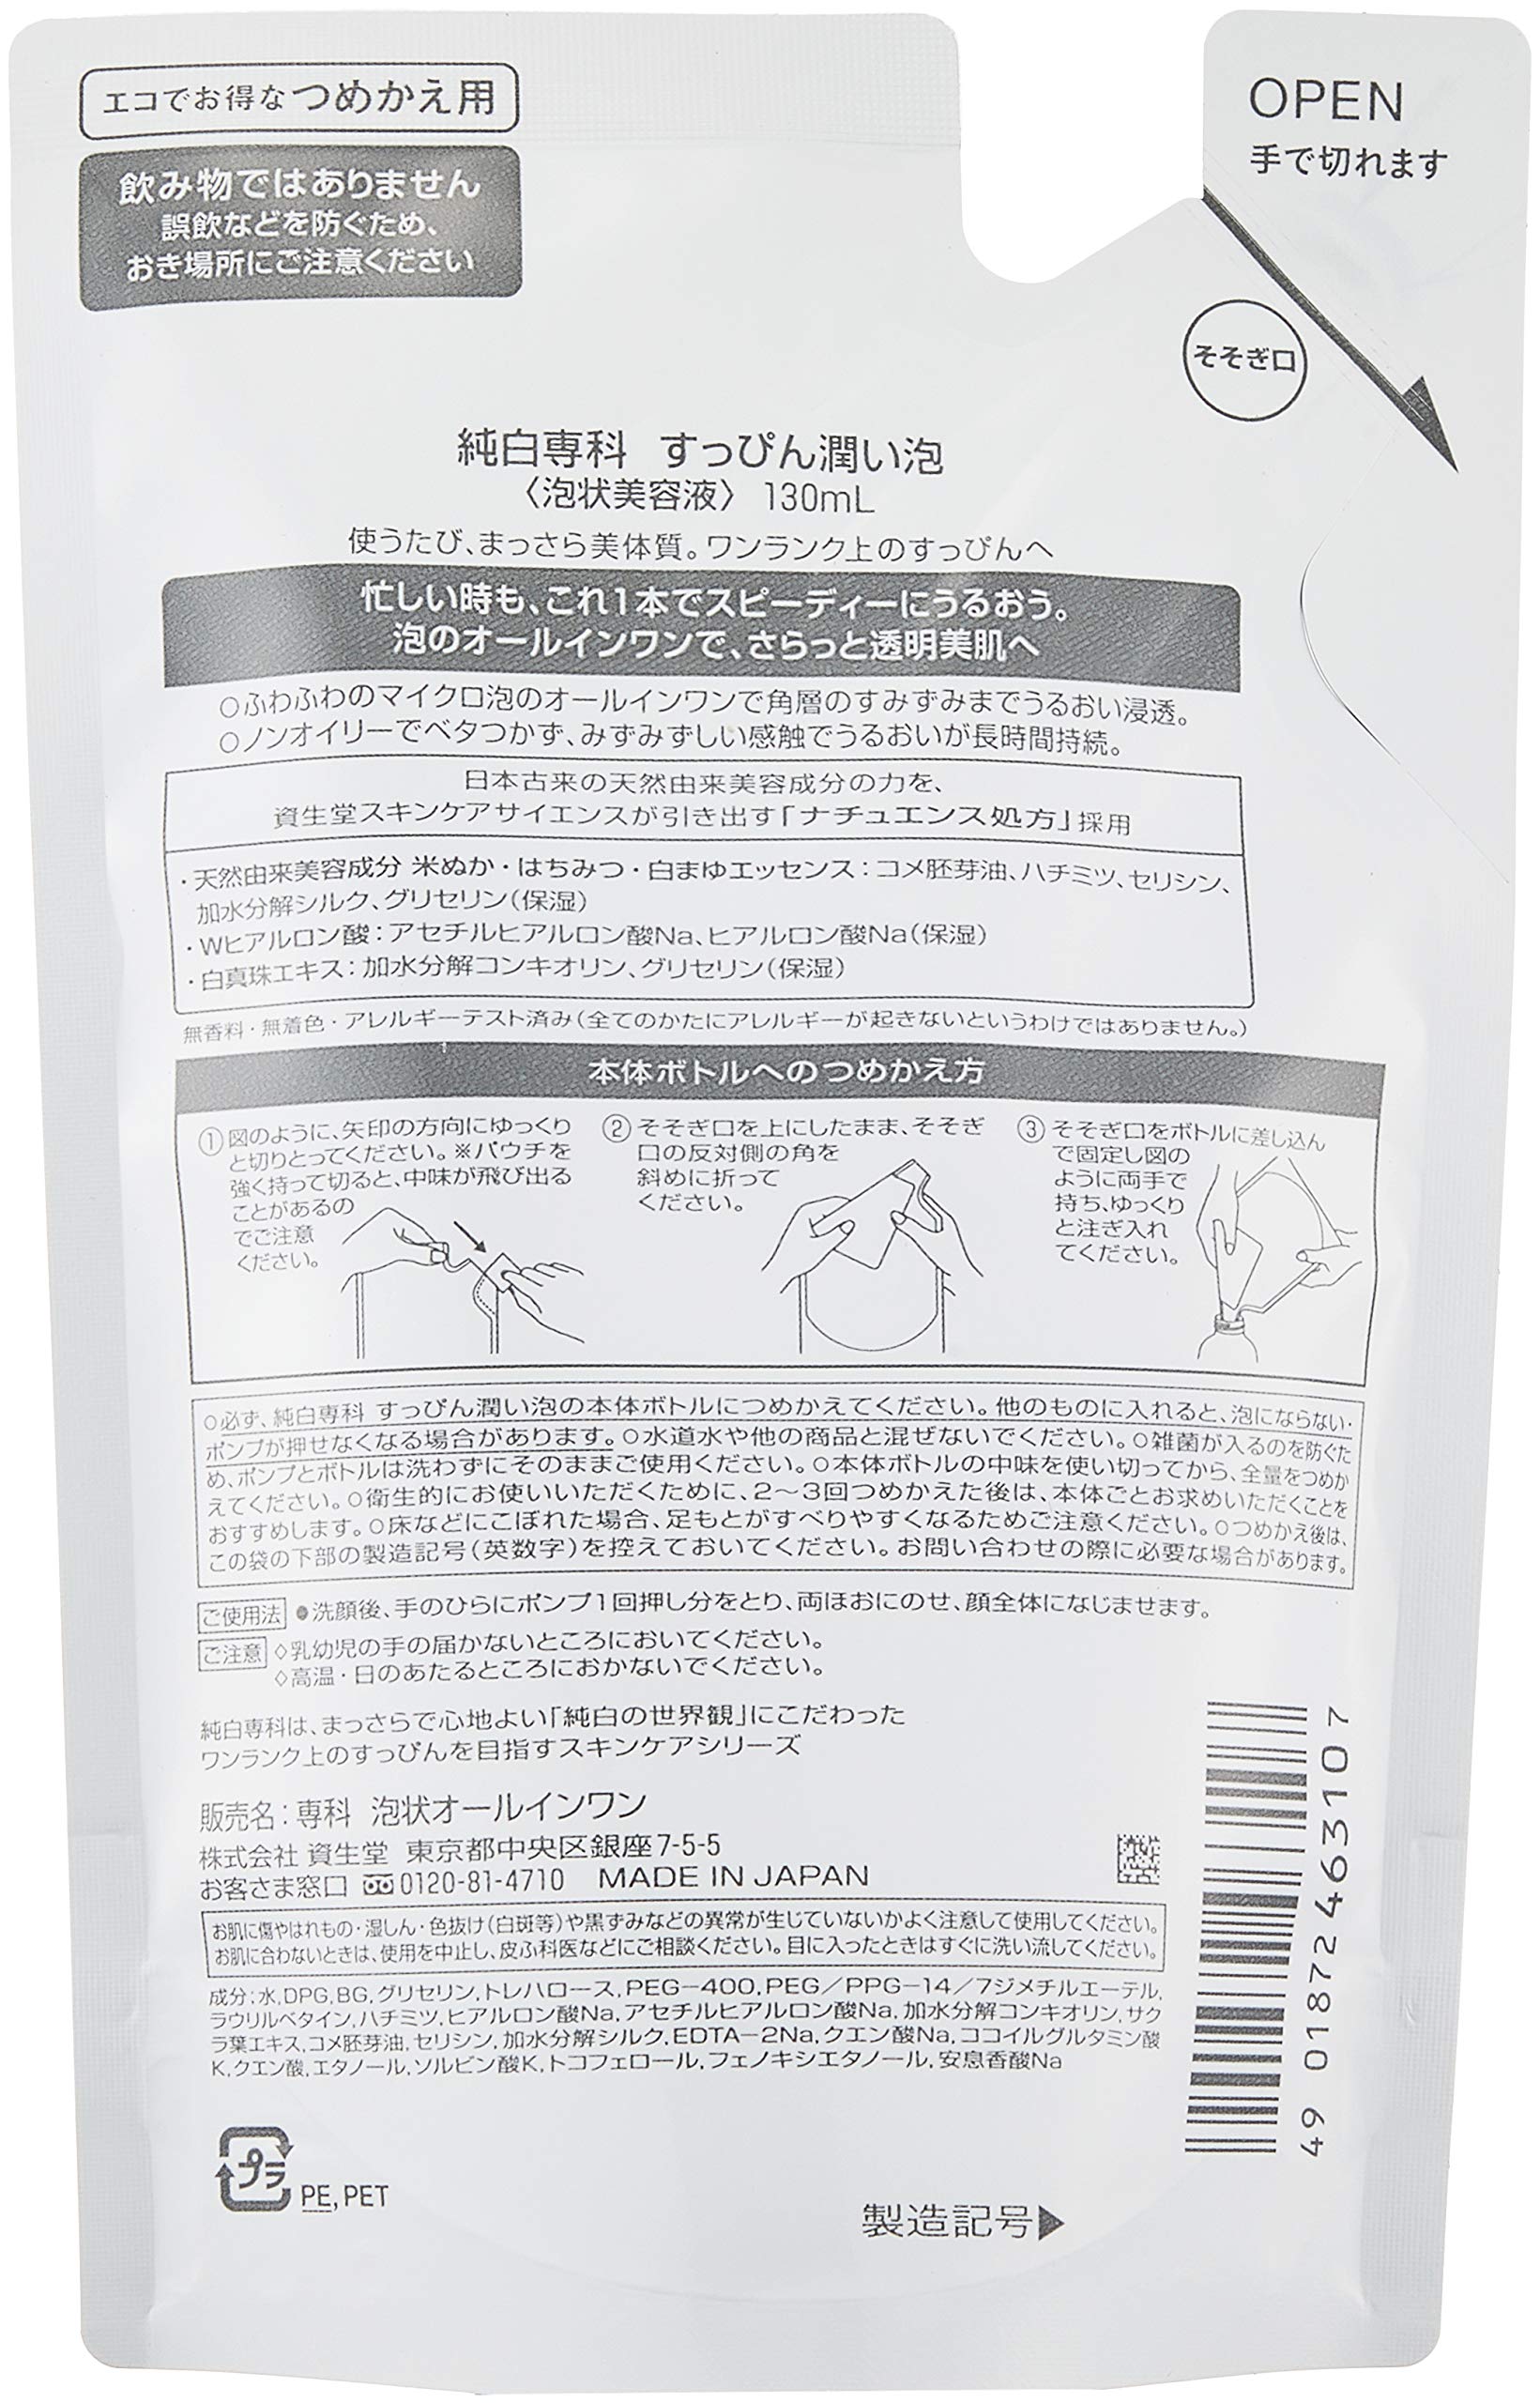 エコでお得な つめかえ用
飲み物ではありません
誤飲などを防ぐため、
おき場所にご注意ください
OPEN
手で切れます
そそぎ口
純白専科 すっぴん潤い泡
〈泡状美容液〉 130mL
使うたび、まっさら美体質。ワンランク上のすっぴんへ
忙しい時も、これ1本でスピーディーにうるおう。
泡のオールインワンで、さらっと透明美肌へ
○ふわふわのマイクロ泡のオールインワンで角層のすみずみまでうるおい浸透。
○ノンオイリーでベタつかず、みずみずしい感触でうるおいが長時間持続。
日本古来の天然由来美容成分の力を、
資生堂スキンケアサイエンスが引き出す「ナチュエンス処方」採用
・天然由来美容成分 米ぬか・はちみつ・白まゆエッセンス：コメ胚芽油、ハチミツ、セリシン、
加水分解シルク、グリセリン（保湿）
・Wヒアルロン酸：アセチルヒアルロン酸Na、ヒアルロン酸Na（保湿）
・白真珠エキス：加水分解コンキオリン、グリセリン（保湿）
無香料・無着色・アレルギーテスト済み（全てのかたにアレルギーが起きないというわけではありません。）
本体ボトルへのつめかえ方
① 図のように、矢印の方向にゆっくり
と切りとってください。※パウチを
強く持って切ると、中味が飛び出る
ことがあるの
でご注意
ください。
② そそぎ口を上にしたまま、そそぎ
口の反対側の角を
斜めに折って
ください。
③ そそぎ口をボトルに差し込ん
で固定し図の
ように両手で
持ち、ゆっくり
と注ぎ入れ
てください。
○必ず、純白専科 すっぴん潤い泡の本体ボトルにつめかえてください。他のものに入れると、泡にならない・
ポンプが押せなくなる場合があります。○水道水や他の商品と混ぜないでください。○雑菌が入るのを防ぐた
め、ポンプとボトルは洗わずにそのままご使用ください。○本体ボトルの中味を使い切ってから、全量をつめか
えてください。○衛生的にお使いいただくために、2～3回つめかえた後は、本体ごとお求めいただくことを
おすすめします。○床などにこぼれた場合、足もとがすべりやすくなるためご注意ください。○つめかえ後は、
この袋の下部の製造記号（英数字）を控えておいてください。お問い合わせの際に必要な場合があります。
ご使用法 ●洗顔後、手のひらにポンプ1回押し分をとり、両ほおにのせ、顔全体になじませます。
ご注意 ◇乳幼児の手の届かないところにおいてください。
◇高温・日のあたるところにおかないでください。
純白専科は、まっさらで心地よい「純白の世界観」にこだわった
ワンランク上のすっぴんを目指すスキンケアシリーズ
販売名：専科 泡状オールインワン
株式会社 資生堂 東京都中央区銀座7-5-5
お客さま窓口 0120-81-4710 MADE IN JAPAN
お肌に傷やはれもの・湿しん・色抜け（白斑等）や黒ずみなどの異常が生じていないかよく注意して使用してください。
お肌に合わないときは、使用を中止し、皮ふ科医などにご相談ください。目に入ったときはすぐに洗い流してください。
成分：水,DPG,BG,グリセリン,トレハロース,PEG－400,PEG／PPG－14／7ジメチルエーテル,
ラウリルベタイン,ハチミツ,ヒアルロン酸Na,アセチルヒアルロン酸Na,加水分解コンキオリン,サク
ラ葉エキス,コメ胚芽油,セリシン,加水分解シルク,EDTA－2Na,クエン酸Na,ココイルグルタミン酸
K,クエン酸,エタノール,ソルビン酸K,トコフェロール,フェノキシエタノール,安息香酸Na
4901872463107
プラ
PE, PET
製造記号▶